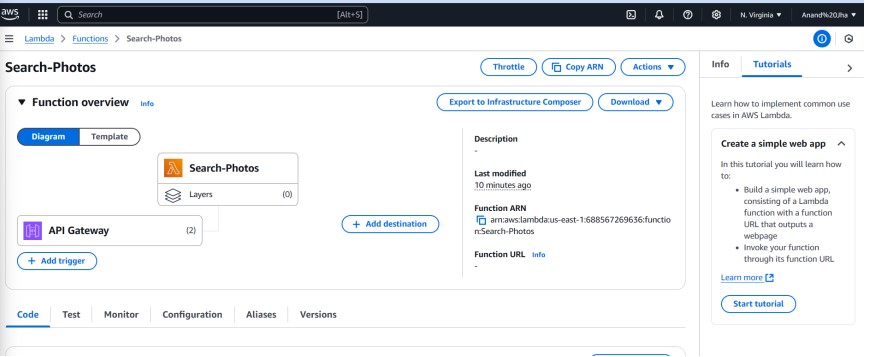 aws
Search
[Alt+S]
N. Virginia ▼
Anand%20Jha ▼
Lambda > Functions > Search-Photos
Search-Photos
Throttle
Copy ARN
Actions ▼
▼ Function overview Info
Export to Infrastructure Composer
Download ▼
Diagram
Template
Search-Photos
Layers
(0)
API Gateway
(2)
+ Add trigger
+ Add destination
Description
-
Last modified
10 minutes ago
Function ARN
arn:aws:lambda:us-east-1:688567269636:functio
n:Search-Photos
Function URL Info
-
Code
Test
Monitor
Configuration
Aliases
Versions
Info
Tutorials
Learn how to implement common use
cases in AWS Lambda.
Create a simple web app
In this tutorial you will learn how
to:
• Build a simple web app,
consisting of a Lambda
function with a function
URL that outputs a
webpage
• Invoke your function
through its function URL
Learn more
Start tutorial